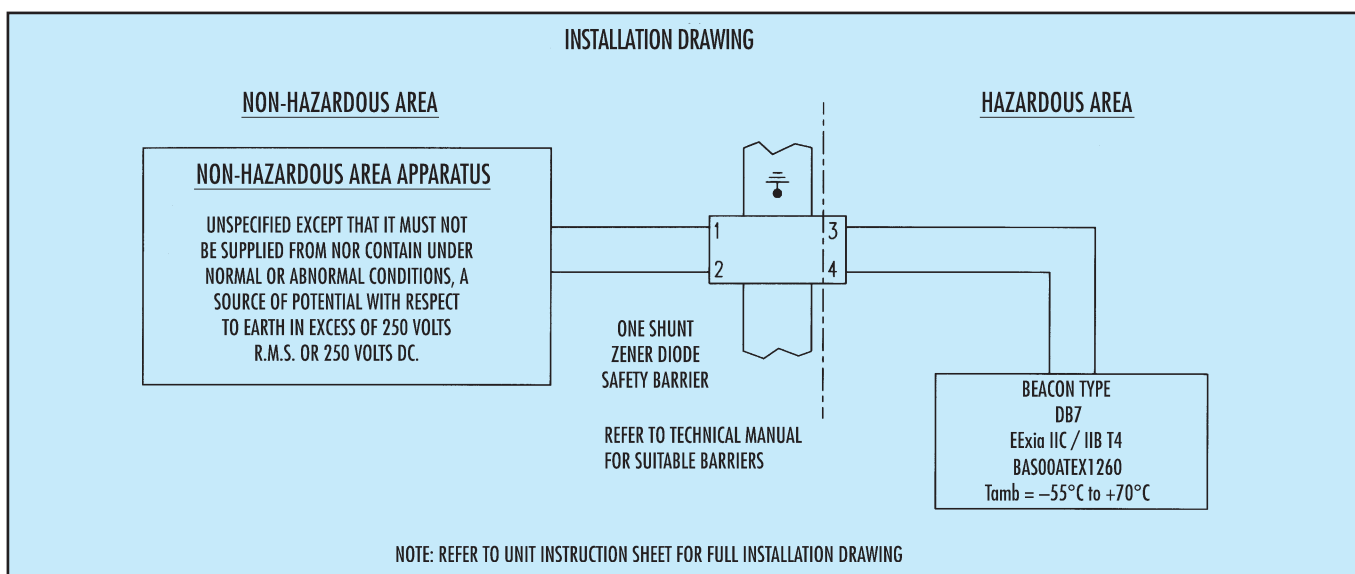 INSTALLATION DRAWING
NON-HAZARDOUS AREA
HAZARDOUS AREA
NON-HAZARDOUS AREA APPARATUS
UNSPECIFIED EXCEPT THAT IT MUST NOT
BE SUPPLIED FROM NOR CONTAIN UNDER
NORMAL OR ABNORMAL CONDITIONS, A
SOURCE OF POTENTIAL WITH RESPECT
TO EARTH IN EXCESS OF 250 VOLTS
R.M.S. OR 250 VOLTS DC.
1
2
3
4
ONE SHUNT
ZENER DIODE
SAFETY BARRIER
REFER TO TECHNICAL MANUAL
FOR SUITABLE BARRIERS
BEACON TYPE
DB7
EExia IIC / IIB T4
BAS00ATEX1260
Tamb = –55°C to +70°C
NOTE: REFER TO UNIT INSTRUCTION SHEET FOR FULL INSTALLATION DRAWING